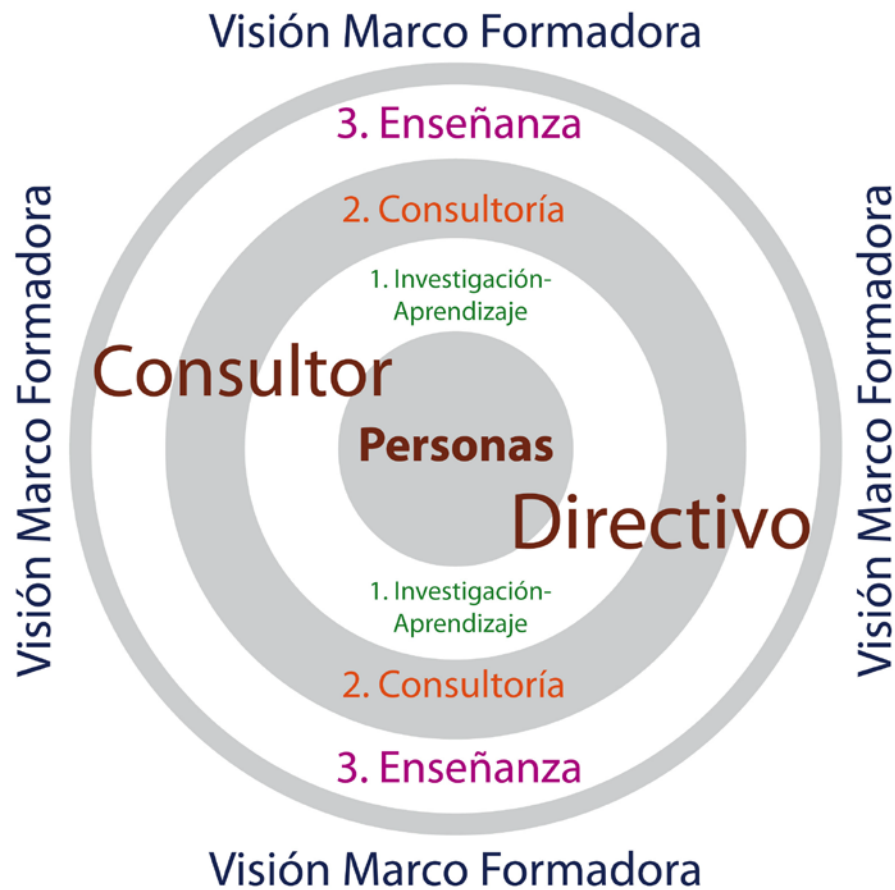 Visión Marco Formadora
3. Enseñanza
2. Consultoría
1. Investigación-
Aprendizaje
Visión Marco Formadora
Visión Marco Formadora
Consultor
Personas
Directivo
1. Investigación-
Aprendizaje
2. Consultoría
3. Enseñanza
Visión Marco Formadora